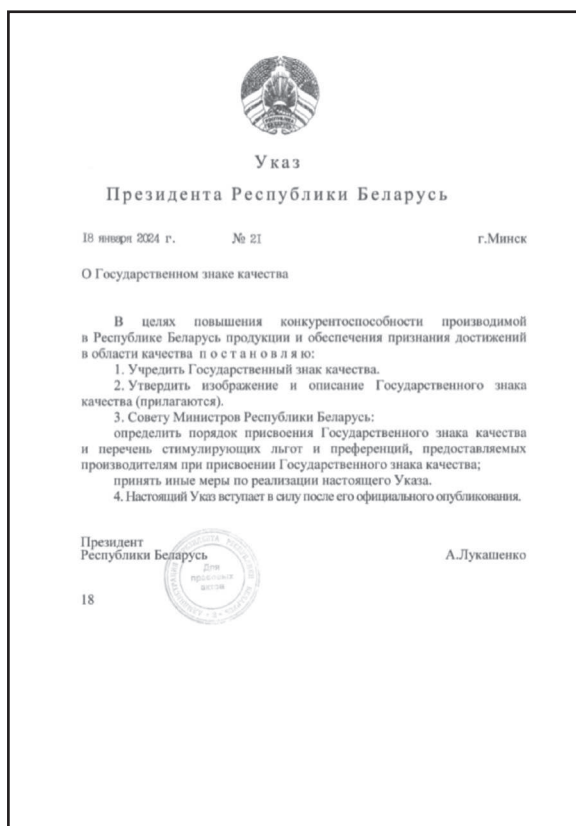 Указ
Президента Республики Беларусь
18 января 2024 г. № 21 г.Минск
О Государственном знаке качества
В целях повышения конкурентоспособности производимой
в Республике Беларусь продукции и обеспечения признания достижений
в области качества п о с т а н о в л я ю:
1. Учредить Государственный знак качества.
2. Утвердить изображение и описание Государственного знака
качества (прилагаются).
3. Совету Министров Республики Беларусь:
определить порядок присвоения Государственного знака качества
и перечень стимулирующих льгот и преференций, предоставляемых
производителям при присвоении Государственного знака качества;
принять иные меры по реализации настоящего Указа.
4. Настоящий Указ вступает в силу после его официального опубликования.
Президент
Республики Беларусь А.Лукашенко
Для
правовых
актов
18